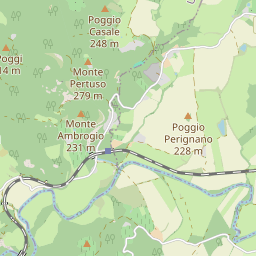 Poggio
Casale
248 m
Poggi
14 m
Monte
Pertuso
279 m
Monte
Ambrogio
231 m
Poggio
Perignano
228 m